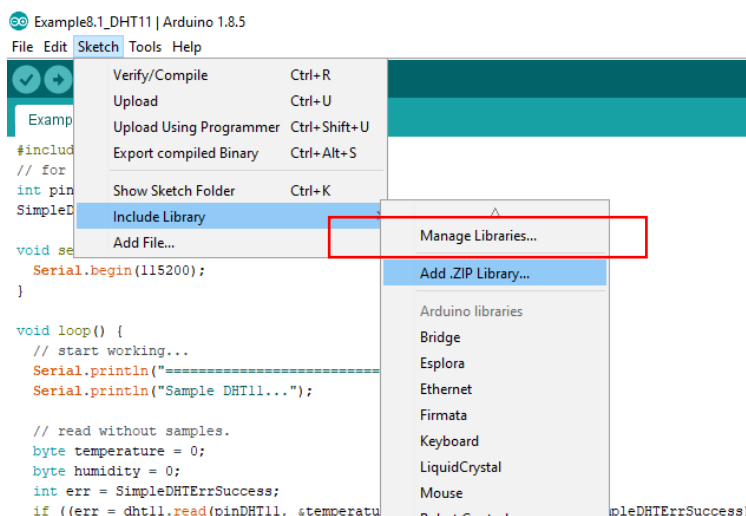 Example8.1_DHT11 | Arduino 1.8.5
File Edit Sketch Tools Help
Verify/Compile Ctrl+R
Upload Ctrl+U
Upload Using Programmer Ctrl+Shift+U
Export compiled Binary Ctrl+Alt+S
Show Sketch Folder Ctrl+K
Include Library
Add File...
Manage Libraries...
Add .ZIP Library...
Arduino libraries
Bridge
Esplora
Ethernet
Firmata
Keyboard
LiquidCrystal
Mouse
Examp
#includ
// for
int pin
SimpleD
void se
Serial.begin(115200);
}
void loop() {
// start working...
Serial.println("==========================
Serial.println("Sample DHT11...");
// read without samples.
byte temperature = 0;
byte humidity = 0;
int err = SimpleDHTErrSuccess;
if ((err = dht11.read(pinDHT11, &temperatu pleDHTErrSuccess)